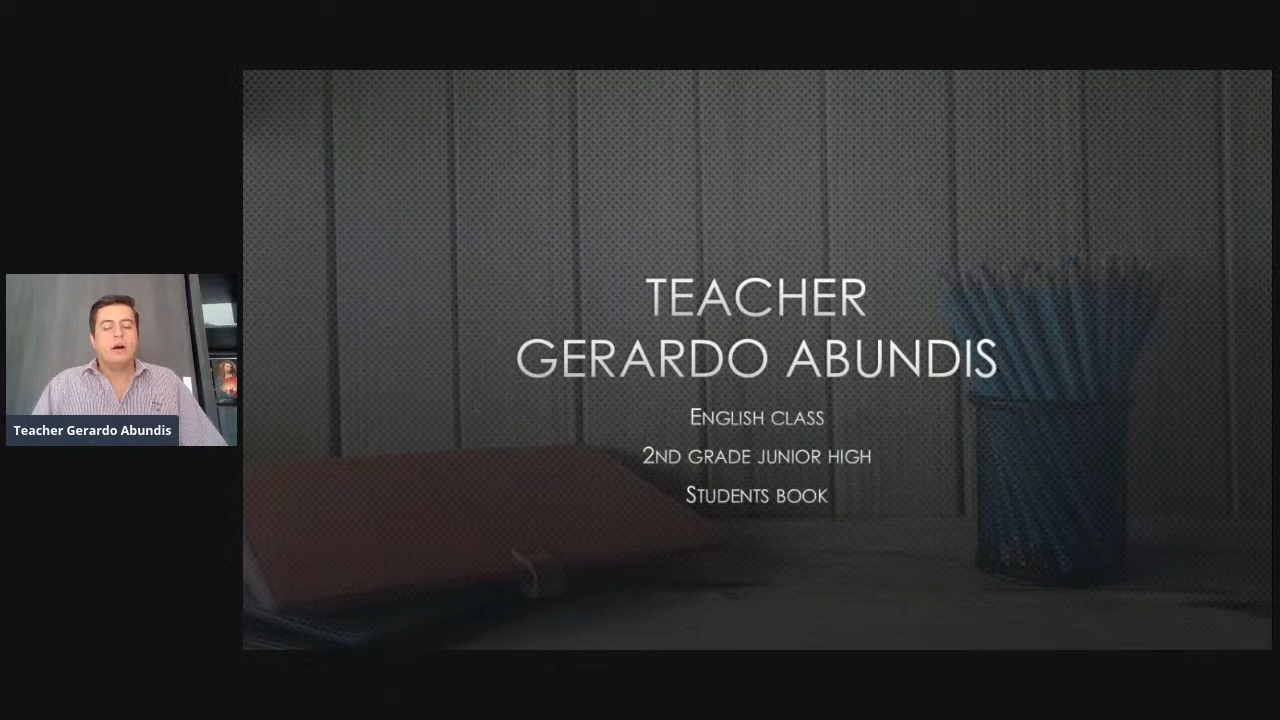 TEACHER
GERARDO ABUNDIS
ENGLISH CLASS
2ND GRADE JUNIOR HIGH
STUDENTS BOOK
Teacher Gerardo Abundis